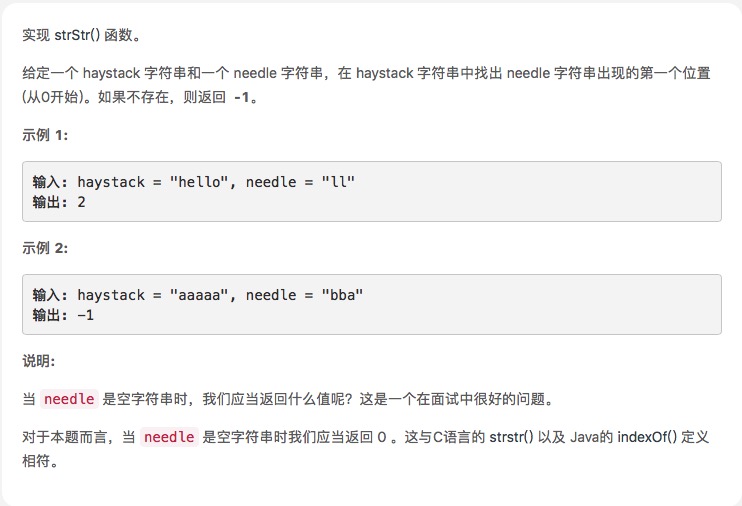 实现 strStr() 函数。
给定一个 haystack 字符串和一个 needle 字符串，在 haystack 字符串中找出 needle 字符串出现的第一个位置
(从0开始)。如果不存在，则返回 -1。
示例 1:
输入: haystack = "hello", needle = "ll"
输出: 2
示例 2:
输入: haystack = "aaaaa", needle = "bba"
输出: -1
说明:
当 needle 是空字符串时，我们应当返回什么值呢？这是一个在面试中很好的问题。
对于本题而言，当 needle 是空字符串时我们应当返回 0 。这与C语言的 strstr() 以及 Java的 indexOf() 定义
相符。